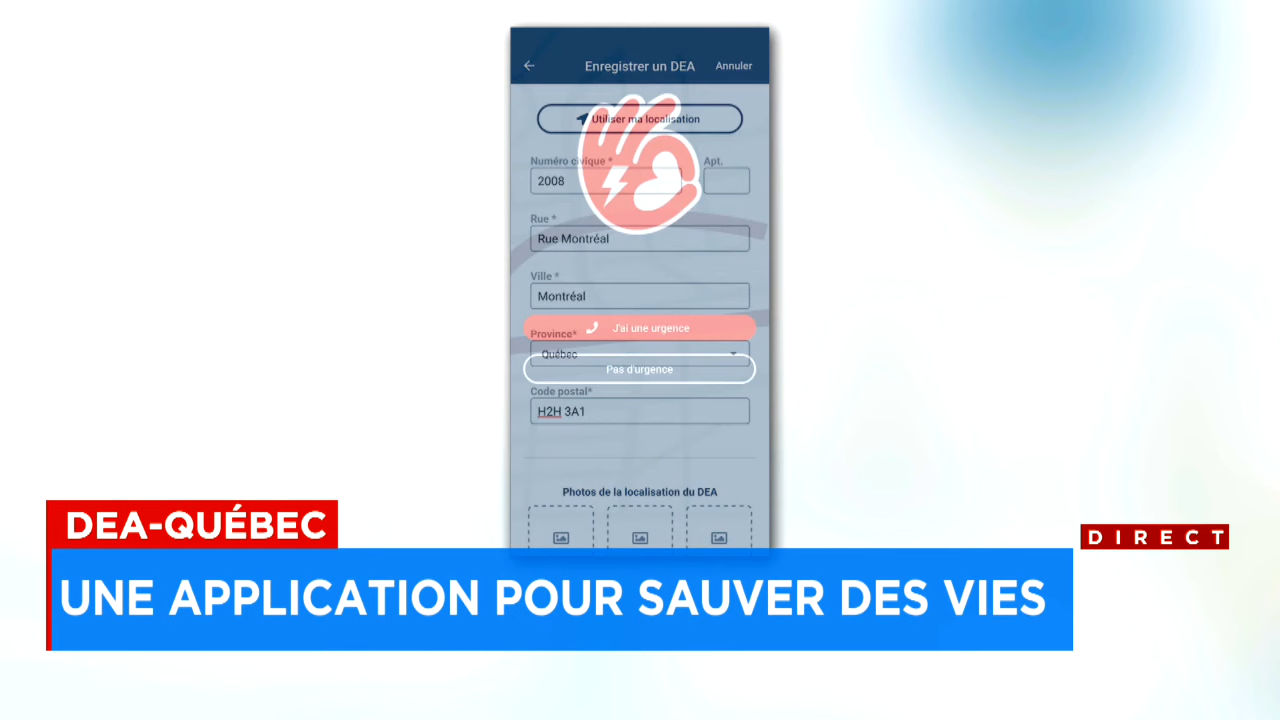 Enregistrer un DEA Annuler
Utiliser ma localisation
Numéro civique * Apt.
2008
Rue *
Rue Montréal
Ville *
Montréal
J'ai une urgence
Province*
Québec
Pas d'urgence
Code postal*
H2H 3A1
Photos de la localisation du DEA
DEA-QUÉBEC
DIRECT
UNE APPLICATION POUR SAUVER DES VIES